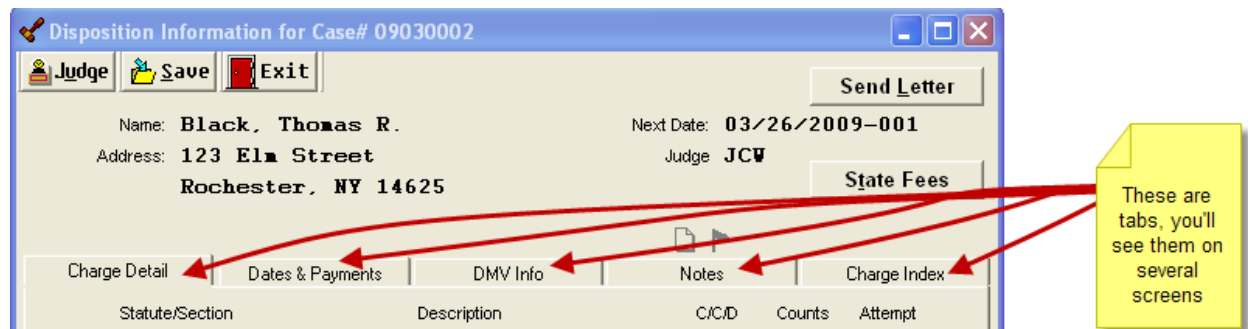 Disposition Information for Case# 09030002
Judge Save Exit
Send Letter
Name: Black, Thomas R. Next Date: 03/26/2009-001
Address: 123 Elm Street Judge JCW
Rochester, NY 14625 State Fees
Charge Detail Dates & Payments DMV Info Notes Charge Index
Statute/Section Description C/C/D Counts Attempt
These are
tabs, you'll
see them on
several
screens